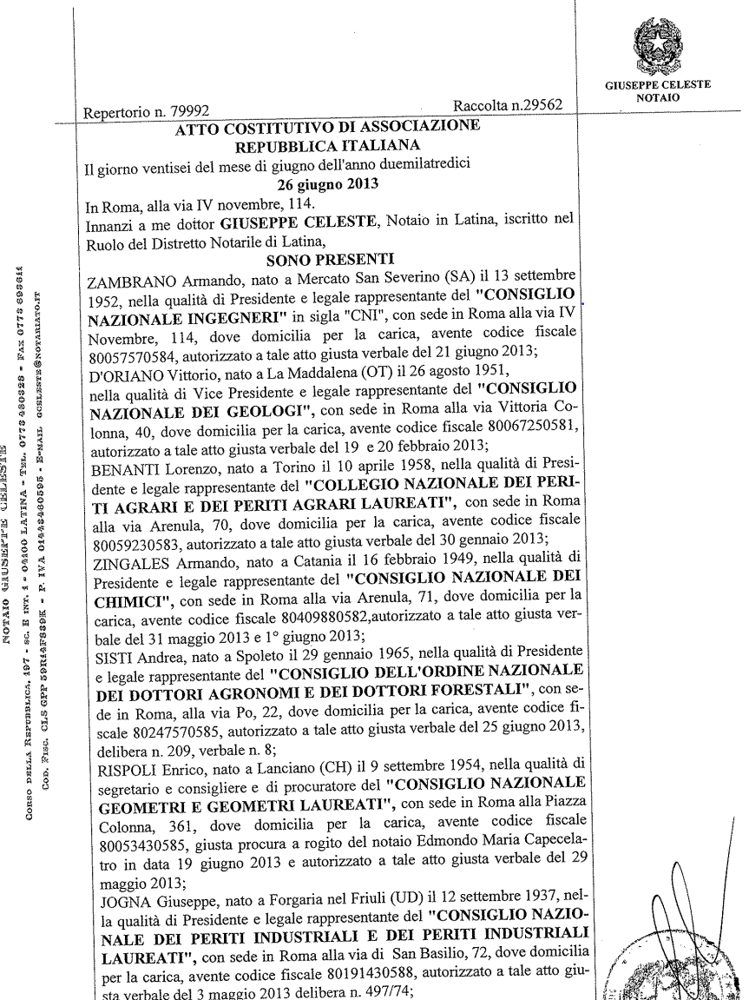 GIUSEPPE CELESTE
NOTAIO
Repertorio n. 79992
Raccolta n.29562
ATTO COSTITUTIVO DI ASSOCIAZIONE
REPUBBLICA ITALIANA
Il giorno ventisei del mese di giugno dell'anno duemilatredici
26 giugno 2013
In Roma, alla via IV novembre, 114.
Innanzi a me dottor GIUSEPPE CELESTE, Notaio in Latina, iscritto nel
Ruolo del Distretto Notarile di Latina,
SONO PRESENTI
ZAMBRANO Armando, nato a Mercato San Severino (SA) il 13 settembre
1952, nella qualità di Presidente e legale rappresentante del "CONSIGLIO
NAZIONALE INGEGNERI" in sigla "CNI", con sede in Roma alla via IV
Novembre, 114, dove domicilia per la carica, avente codice fiscale
80057570584, autorizzato a tale atto giusta verbale del 21 giugno 2013;
D'ORIANO Vittorio, nato a La Maddalena (OT) il 26 agosto 1951,
nella qualità di Vice Presidente e legale rappresentante del "CONSIGLIO
NAZIONALE DEI GEOLOGI", con sede in Roma alla via Vittoria Co-
lonna, 40, dove domicilia per la carica, avente codice fiscale 80067250581,
autorizzato a tale atto giusta verbale del 19 e 20 febbraio 2013;
BENANTI Lorenzo, nato a Torino il 10 aprile 1958, nella qualità di Presi-
dente e legale rappresentante del "COLLEGIO NAZIONALE DEI PERI-
TI AGRARI E DEI PERITI AGRARI LAUREATI", con sede in Roma
alla via Arenula, 70, dove domicilia per la carica, avente codice fiscale
80059230583, autorizzato a tale atto giusta verbale del 30 gennaio 2013;
ZINGALES Armando, nato a Catania il 16 febbraio 1949, nella qualità di
Presidente e legale rappresentante del "CONSIGLIO NAZIONALE DEI
CHIMICI", con sede in Roma alla via Arenula, 71, dove domicilia per la
carica, avente codice fiscale 80409880582,autorizzato a tale atto giusta ver-
bale del 31 maggio 2013 e 1° giugno 2013;
SISTI Andrea, nato a Spoleto il 29 gennaio 1965, nella qualità di Presidente
e legale rappresentante del "CONSIGLIO DELL'ORDINE NAZIONALE
DEI DOTTORI AGRONOMI E DEI DOTTORI FORESTALI", con se-
de in Roma, alla via Po, 22, dove domicilia per la carica, avente codice fi-
scale 80247570585, autorizzato a tale atto giusta verbale del 25 giugno 2013,
delibera n. 209, verbale n. 8;
RISPOLI Enrico, nato a Lanciano (CH) il 9 settembre 1954, nella qualità di
segretario e consigliere e di procuratore del "CONSIGLIO NAZIONALE
GEOMETRI E GEOMETRI LAUREATI", con sede in Roma alla Piazza
Colonna, 361, dove domicilia per la carica, avente codice fiscale
80053430585, giusta procura a rogito del notaio Edmondo Maria Capecela-
tro in data 19 giugno 2013 e autorizzato a tale atto giusta verbale del 29
maggio 2013;
JOGNA Giuseppe, nato a Forgaria nel Friuli (UD) il 12 settembre 1937, nel-
la qualità di Presidente e legale rappresentante del "CONSIGLIO NAZIO-
NALE DEI PERITI INDUSTRIALI E DEI PERITI INDUSTRIALI
LAUREATI", con sede in Roma alla via di San Basilio, 72, dove domicilia
per la carica, avente codice fiscale 80191430588, autorizzato a tale atto giu-
sta verbale del 3 maggio 2013 delibera n. 497/74;
NOTAIO GIUSEPPE CELESTE
CORSO DELLA REPUBBLICA, 197 - SC. E INT. 1 - 04100 LATINA - TEL. 0773 480328 - FAX 0773
COD. FISC. CLS GPP 59R14F839K - P. IVA 01442480595 - E-MAIL GCELESTE@NOTARIATO.IT